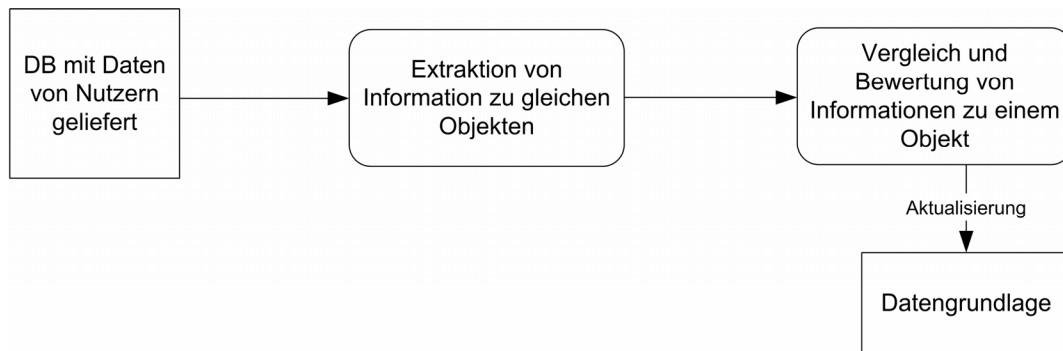 DB mit Daten
von Nutzern
geliefert
Extraktion von
Information zu gleichen
Objekten
Vergleich und
Bewertung von
Informationen zu einem
Objekt
Aktualisierung
Datengrundlage